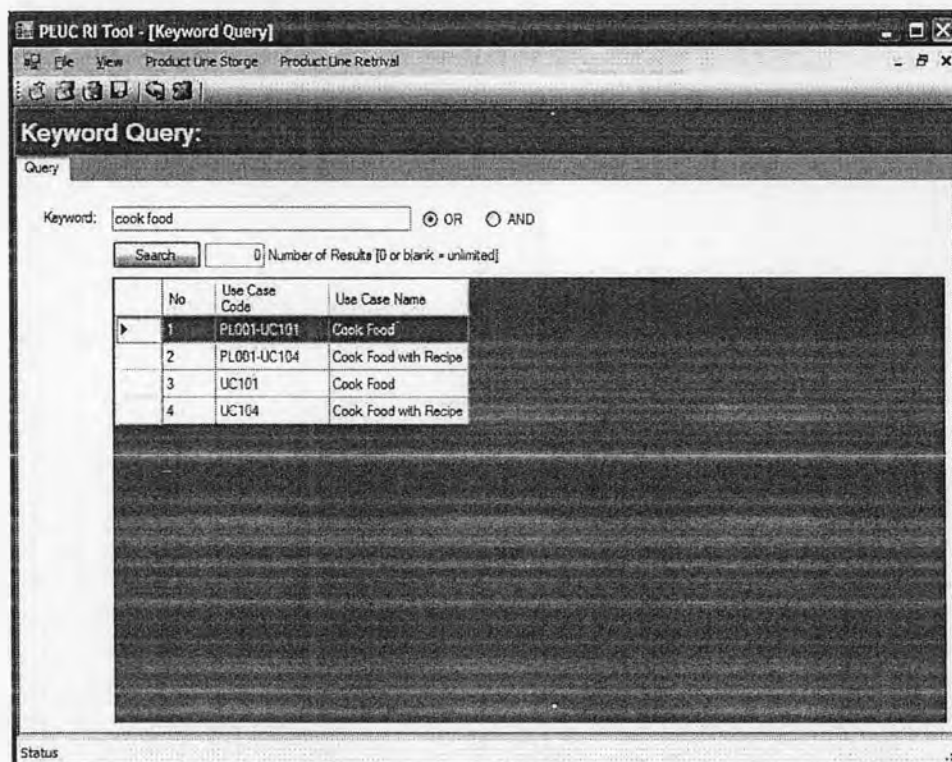 PLUC RI Tool - [Keyword Query]
File View Product Line Storge Product Line Retrival
Keyword Query:
Query
Keyword: cook food OR AND
Search 0 Number of Results [0 or blank = unlimited]
No Use Case Code Use Case Name
1 PL001-UC101 Cook Food
2 PL001-UC104 Cook Food with Recipe
3 UC101 Cook Food
4 UC104 Cook Food with Recipe
Status